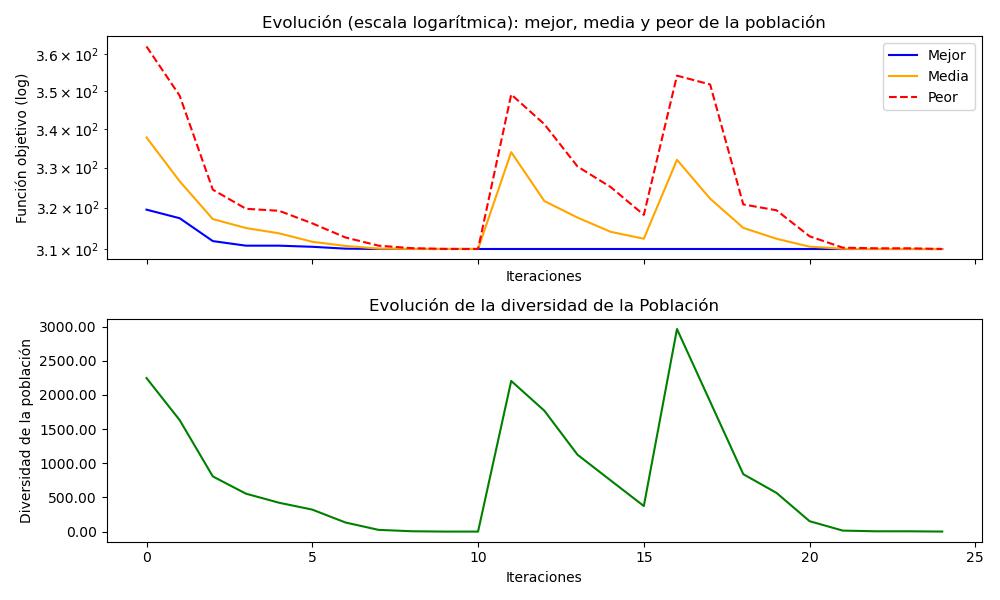 Evolución (escala logarítmica): mejor, media y peor de la población
Función objetivo (log)
3.6 × 10²
3.5 × 10²
3.4 × 10²
3.3 × 10²
3.2 × 10²
3.1 × 10²
Mejor
Media
Peor
Iteraciones
Evolución de la diversidad de la Población
Diversidad de la población
3000.00
2500.00
2000.00
1500.00
1000.00
500.00
0.00
0 5 10 15 20 25
Iteraciones